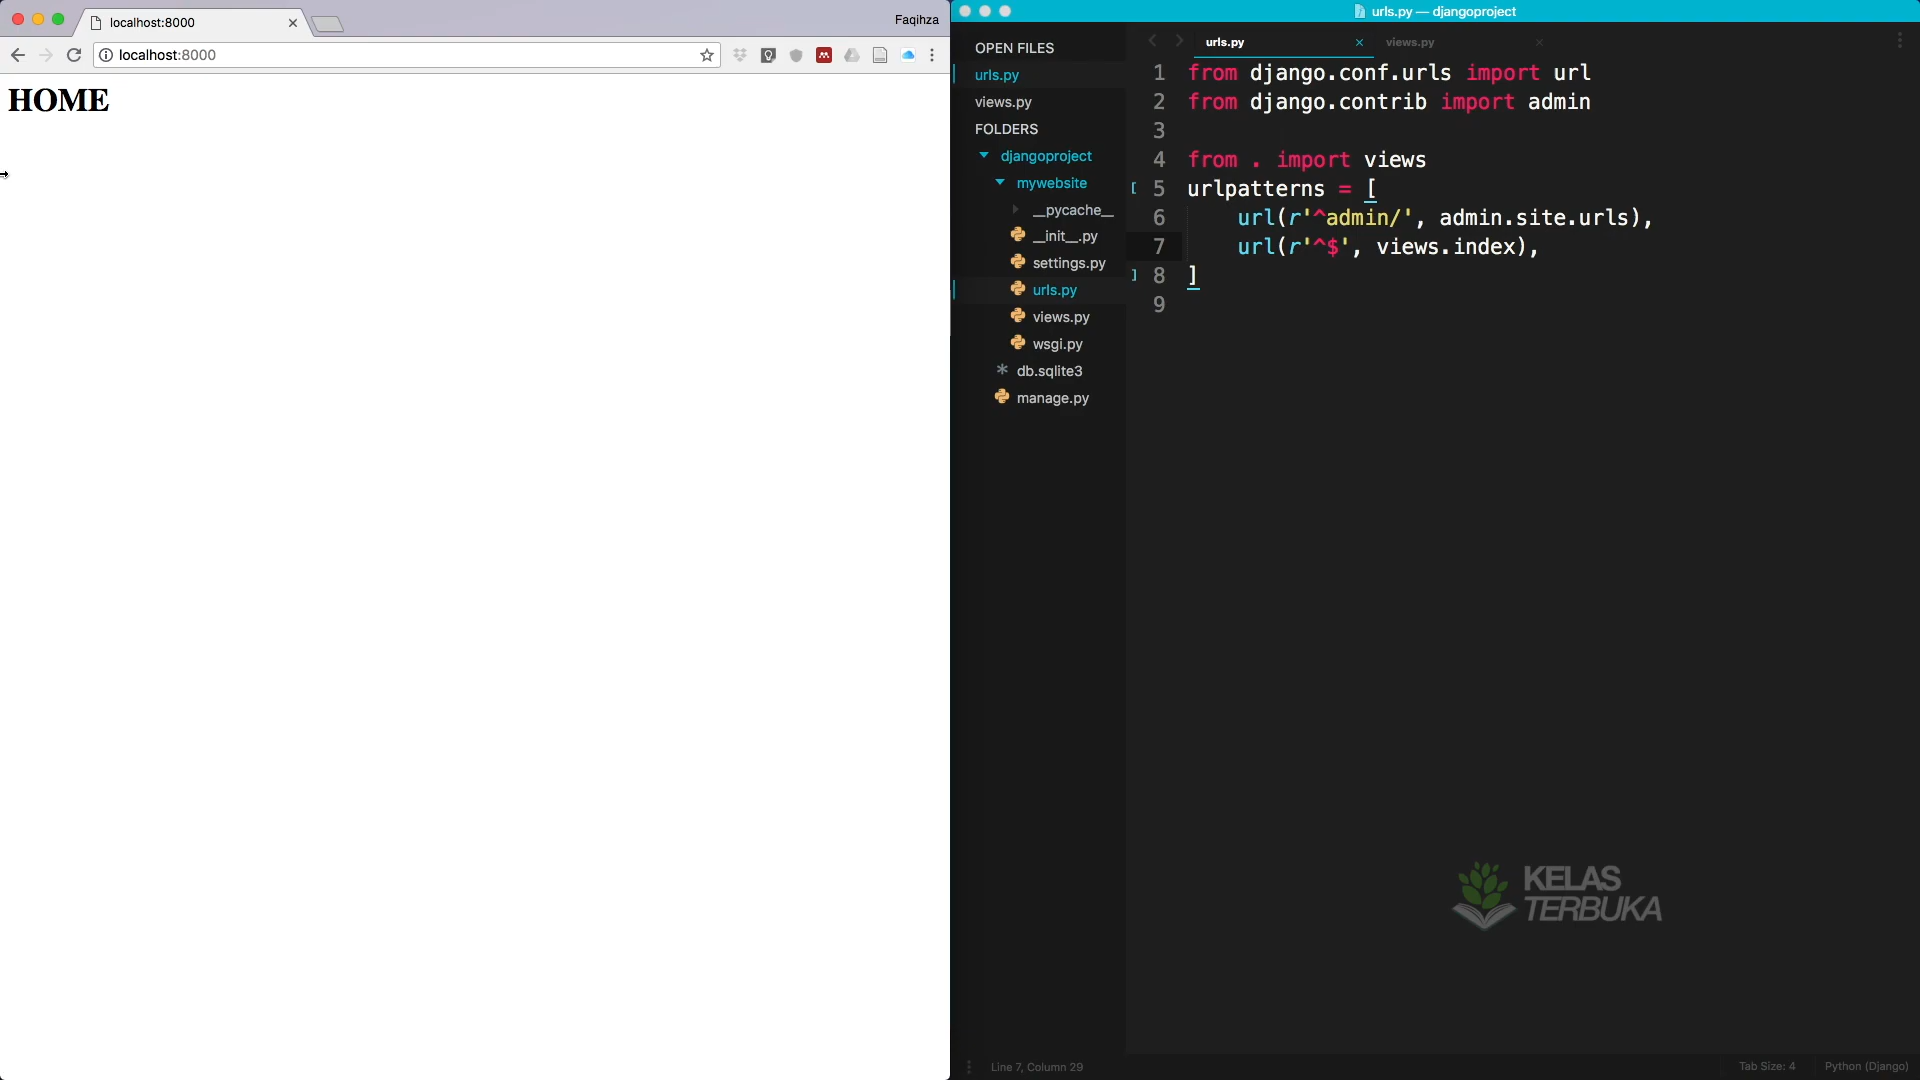 localhost:8000
Faqihza
localhost:8000
HOME
urls.py — djangoproject
OPEN FILES
urls.py
views.py
FOLDERS
djangoproject
mywebsite
__pycache__
__init__.py
settings.py
urls.py
views.py
wsgi.py
db.sqlite3
manage.py
urls.py
views.py
1 from django.conf.urls import url
2 from django.contrib import admin
3
4 from . import views
5 urlpatterns = [
6     url(r'^admin/', admin.site.urls),
7     url(r'^$', views.index),
8 ]
9
KELAS
TERBUKA
Line 7, Column 29
Tab Size: 4
Python (Django)